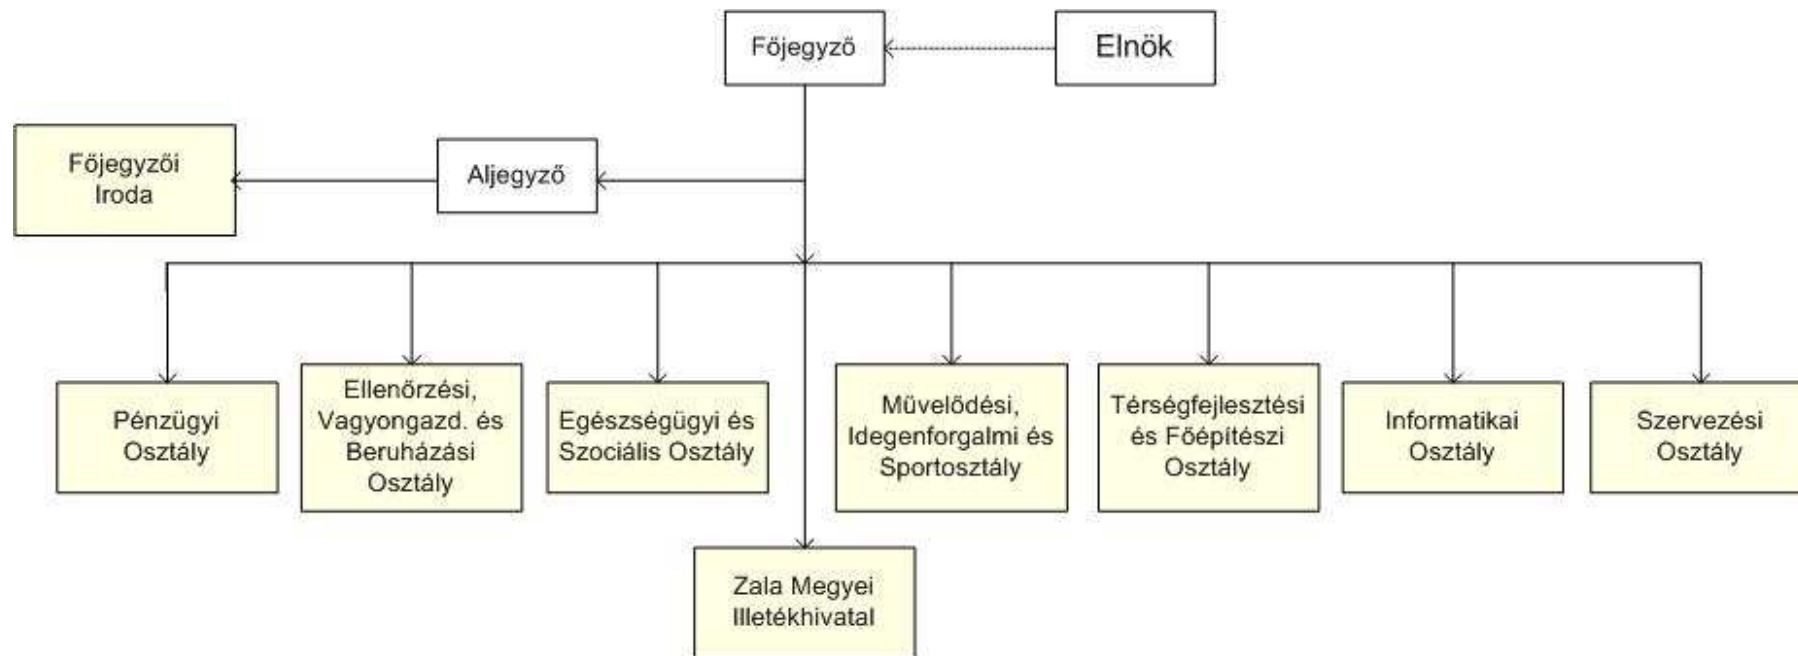 Főjegyző
Elnök
Főjegyzői
Iroda
Aljegyző
Pénzügyi
Osztály
Ellenőrzési,
Vagyongazd. és
Beruházási
Osztály
Egészségügyi és
Szociális Osztály
Művelődési,
Idegenforgalmi és
Sportosztály
Térségfejlesztési
és Főépítészi
Osztály
Informatikai
Osztály
Szervezési
Osztály
Zala Megyei
Illetékhivatal